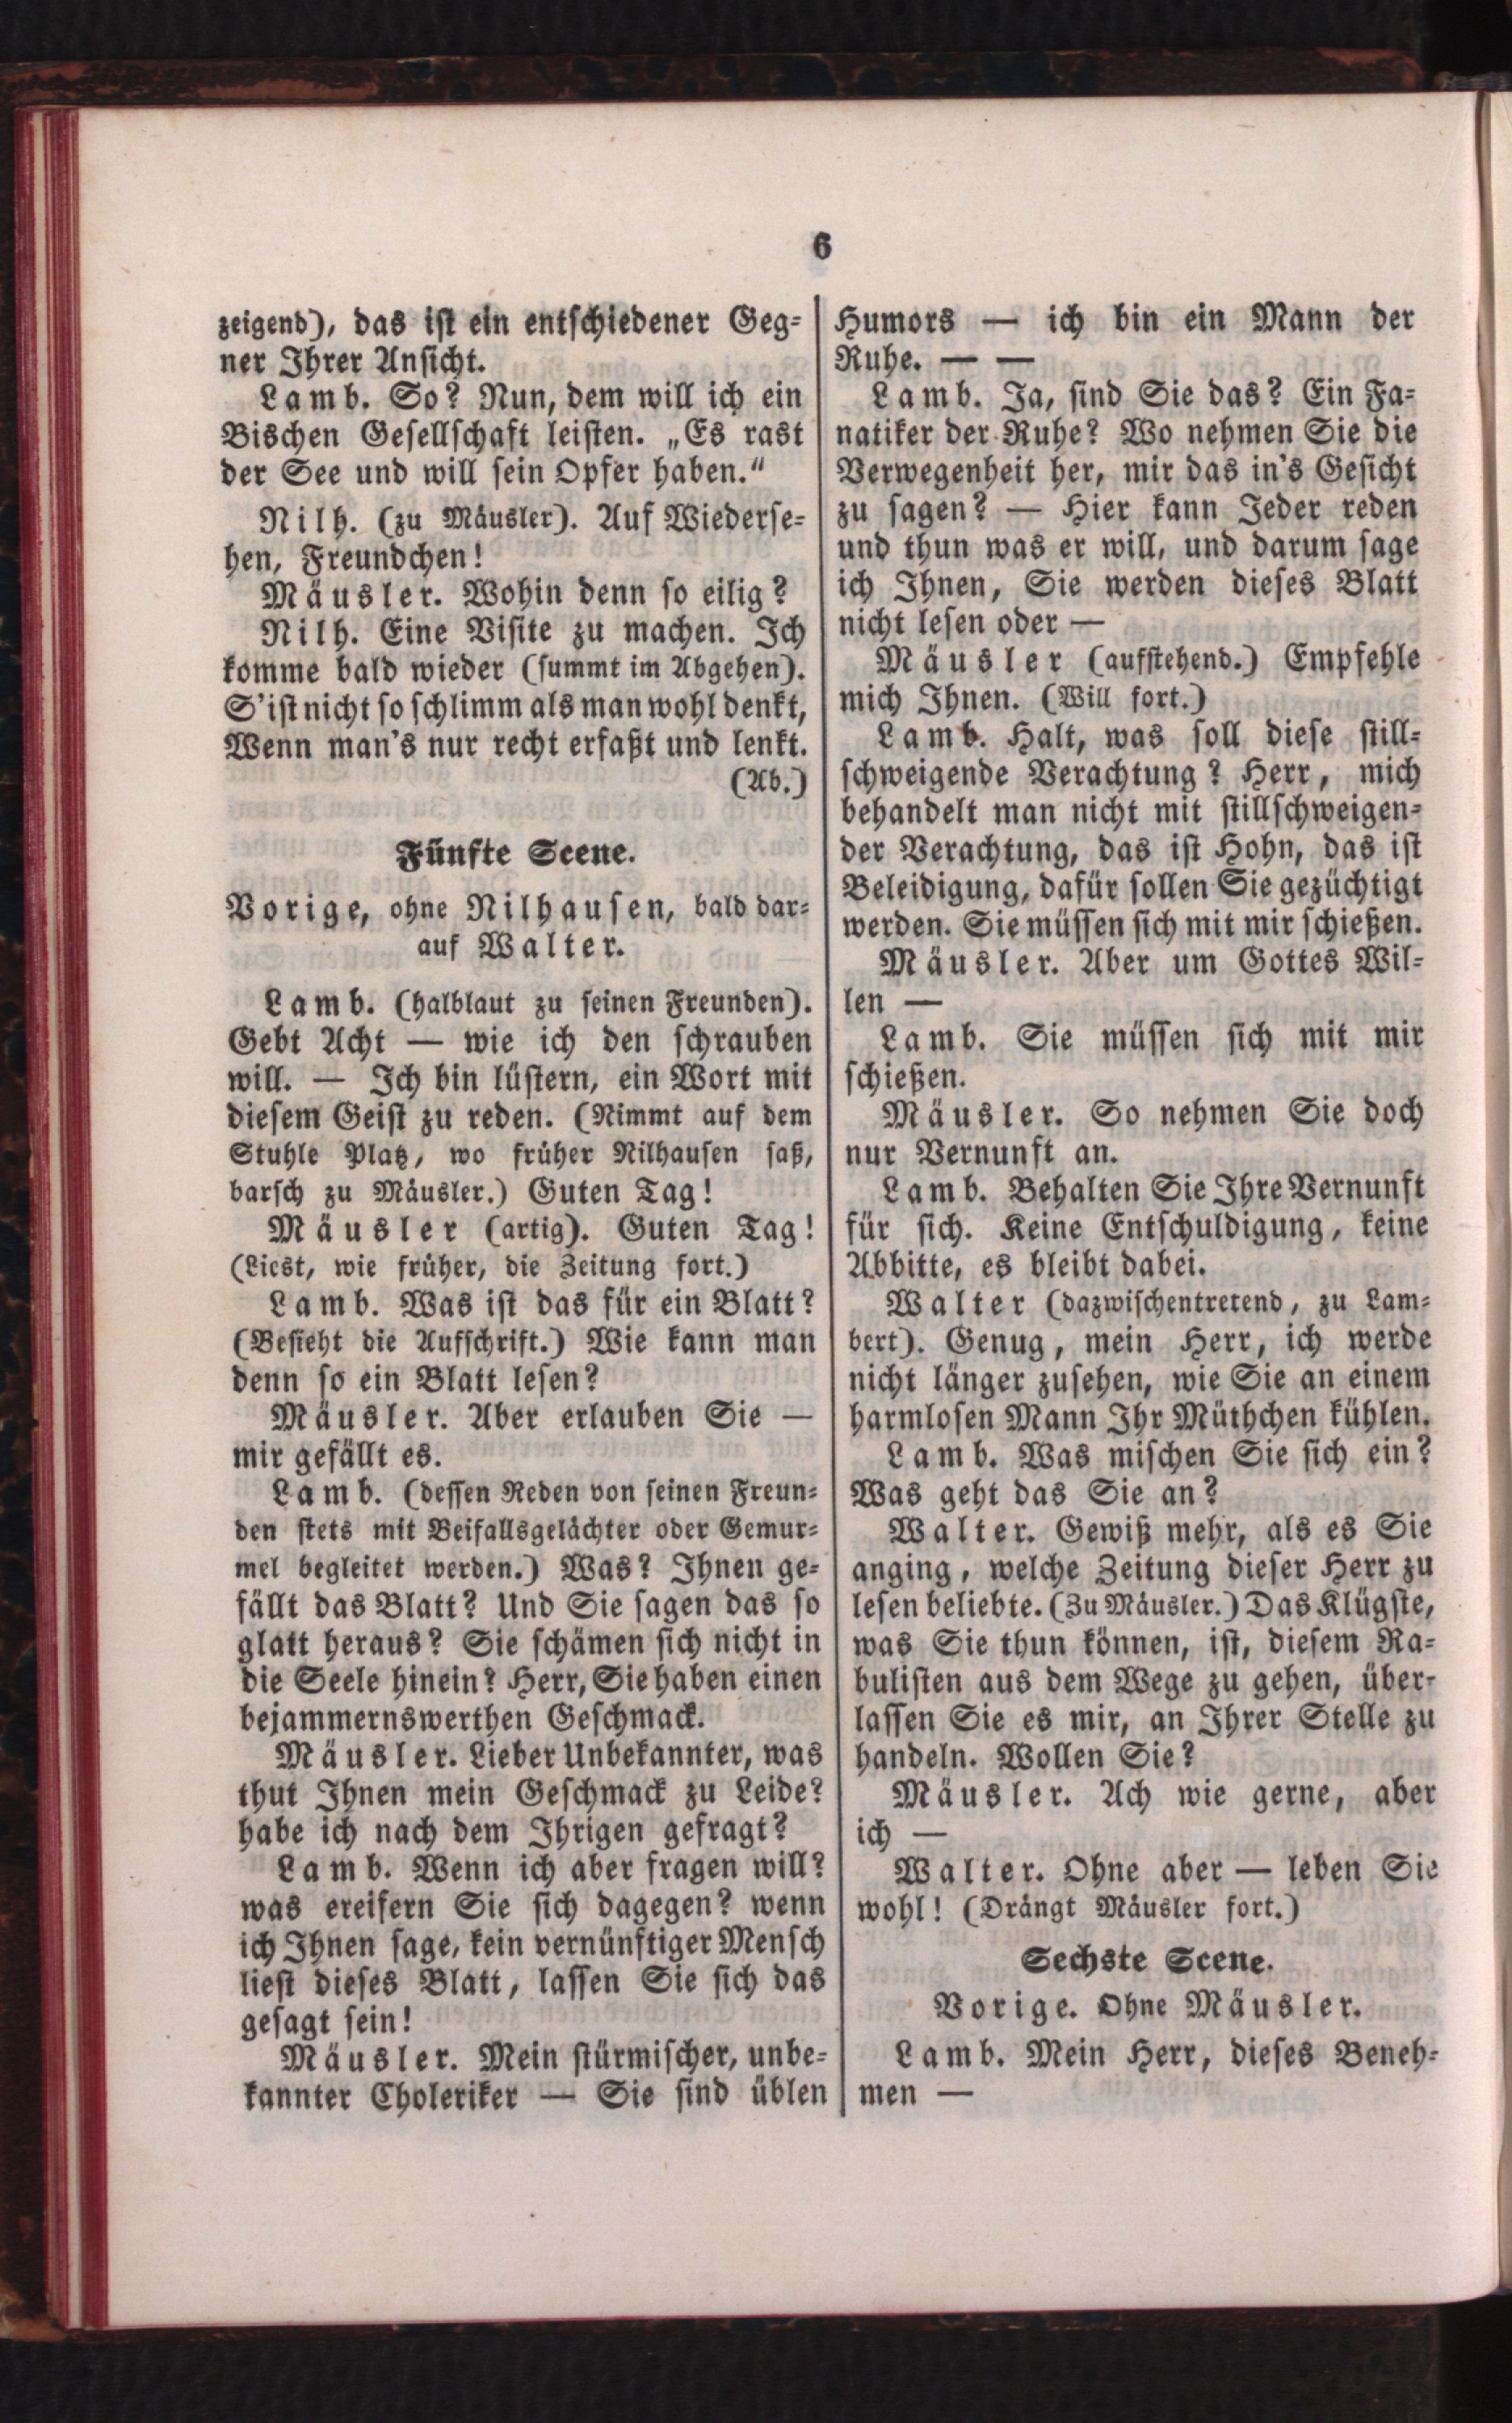 6
zeigend), das ist ein entschiedener Geg-
ner Ihrer Ansicht.
Lamb. So? Nun, dem will ich ein
Bischen Gesellschaft leisten. „Es rast
der See und will sein Opfer haben.“
Nilh. (zu Mäusler). Auf Wiederse-
hen, Freundchen!
Mäusler. Wohin denn so eilig?
Nilh. Eine Visite zu machen. Ich
komme bald wieder (summt im Abgehen).
S’ist nicht so schlimm als man wohl denkt,
Wenn man’s nur recht erfaßt und lenkt.
(Ab.)
Fünfte Scene.
Vorige, ohne Nilhausen, bald dar-
auf Walter.
Lamb. (halblaut zu seinen Freunden).
Gebt Acht — wie ich den schrauben
will. — Ich bin lüstern, ein Wort mit
diesem Geist zu reden. (Nimmt auf dem
Stuhle Platz, wo früher Nilhausen saß,
barsch zu Mäusler.) Guten Tag!
Mäusler (artig). Guten Tag!
(Liest, wie früher, die Zeitung fort.)
Lamb. Was ist das für ein Blatt?
(Besieht die Aufschrift.) Wie kann man
denn so ein Blatt lesen?
Mäusler. Aber erlauben Sie —
mir gefällt es.
Lamb. (dessen Reden von seinen Freun-
den stets mit Beifallsgelächter oder Gemur-
mel begleitet werden.) Was? Ihnen ge-
fällt das Blatt? Und Sie sagen das so
glatt heraus? Sie schämen sich nicht in
die Seele hinein? Herr, Sie haben einen
bejammernswerthen Geschmack.
Mäusler. Lieber Unbekannter, was
thut Ihnen mein Geschmack zu Leide?
habe ich nach dem Ihrigen gefragt?
Lamb. Wenn ich aber fragen will?
was ereifern Sie sich dagegen? wenn
ich Ihnen sage, kein vernünftiger Mensch
liest dieses Blatt, lassen Sie sich das
gesagt sein!
Mäusler. Mein stürmischer, unbe-
kannter Choleriker — Sie sind üblen
Humors — ich bin ein Mann der
Ruhe. — —
Lamb. Ja, sind Sie das? Ein Fa-
natiker der Ruhe? Wo nehmen Sie die
Verwegenheit her, mir das in’s Gesicht
zu sagen? — Hier kann Jeder reden
und thun was er will, und darum sage
ich Ihnen, Sie werden dieses Blatt
nicht lesen oder —
Mäusler (aufstehend.) Empfehle
mich Ihnen. (Will fort.)
Lamb. Halt, was soll diese still-
schweigende Verachtung? Herr, mich
behandelt man nicht mit stillschweigen-
der Verachtung, das ist Hohn, das ist
Beleidigung, dafür sollen Sie gezüchtigt
werden. Sie müssen sich mit mir schießen.
Mäusler. Aber um Gottes Wil-
len —
Lamb. Sie müssen sich mit mir
schießen.
Mäusler. So nehmen Sie doch
nur Vernunft an.
Lamb. Behalten Sie Ihre Vernunft
für sich. Keine Entschuldigung, keine
Abbitte, es bleibt dabei.
Walter (dazwischentretend, zu Lam-
bert). Genug, mein Herr, ich werde
nicht länger zusehen, wie Sie an einem
harmlosen Mann Ihr Müthchen kühlen.
Lamb. Was mischen Sie sich ein?
Was geht das Sie an?
Walter. Gewiß mehr, als es Sie
anging, welche Zeitung dieser Herr zu
lesen beliebte. (Zu Mäusler.) Das Klügste,
was Sie thun können, ist, diesem Ra-
bulisten aus dem Wege zu gehen, über-
lassen Sie es mir, an Ihrer Stelle zu
handeln. Wollen Sie?
Mäusler. Ach wie gerne, aber
ich —
Walter. Ohne aber — leben Sie
wohl! (Drängt Mäusler fort.)
Sechste Scene.
Vorige. Ohne Mäusler.
Lamb. Mein Herr, dieses Beneh-
men —